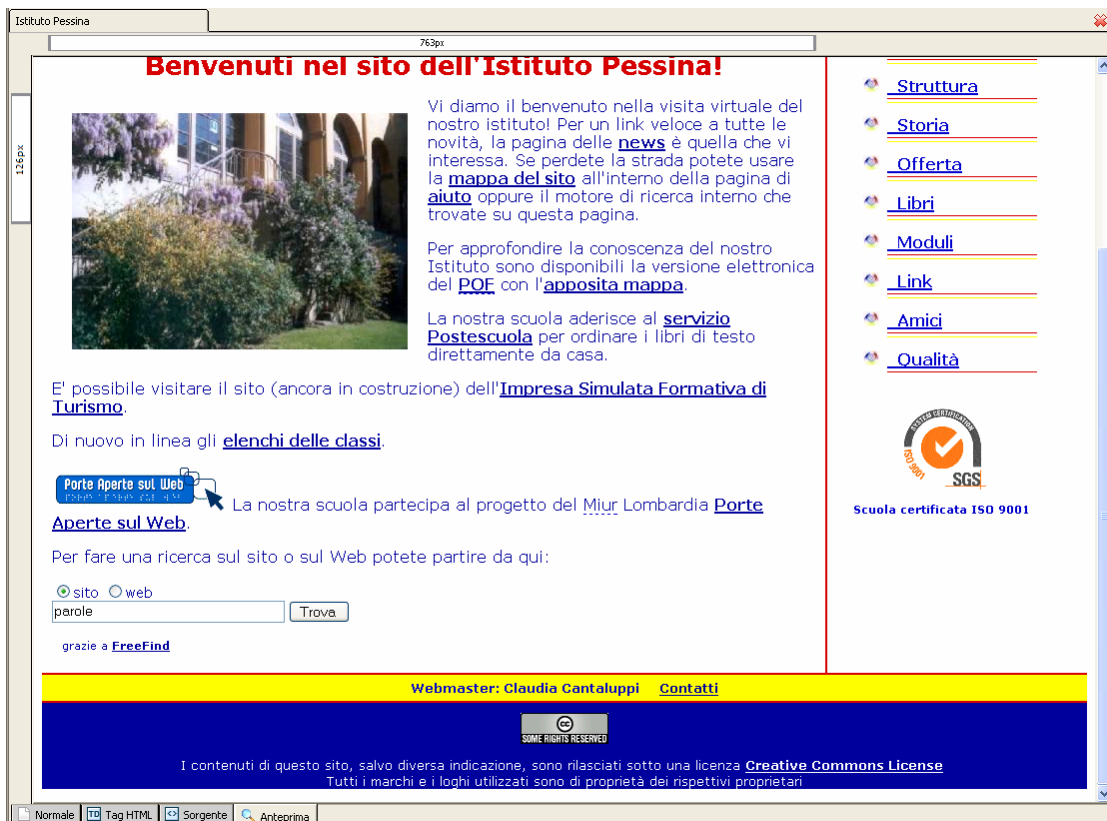 Istituto Pessina
763px
126px
Benvenuti nel sito dell'Istituto Pessina!
Vi diamo il benvenuto nella visita virtuale del
nostro istituto! Per un link veloce a tutte le
novità, la pagina delle news è quella che vi
interessa. Se perdete la strada potete usare
la mappa del sito all'interno della pagina di
aiuto oppure il motore di ricerca interno che
trovate su questa pagina.
Per approfondire la conoscenza del nostro
Istituto sono disponibili la versione elettronica
del POF con l'apposita mappa.
La nostra scuola aderisce al servizio
Postescuola per ordinare i libri di testo
direttamente da casa.
E' possibile visitare il sito (ancora in costruzione) dell'Impresa Simulata Formativa di
Turismo.
Di nuovo in linea gli elenchi delle classi.
Porte Aperte sul Web
La nostra scuola partecipa al progetto del Miur Lombardia Porte
Aperte sul Web.
Per fare una ricerca sul sito o sul Web potete partire da qui:
sito web
parole Trova
grazie a FreeFind
Struttura
Storia
Offerta
Libri
Moduli
Link
Amici
Qualità
SYSTEM CERTIFICATION
ISO 9001
SGS
Scuola certificata ISO 9001
Webmaster: Claudia Cantaluppi Contatti
cc
SOME RIGHTS RESERVED
I contenuti di questo sito, salvo diversa indicazione, sono rilasciati sotto una licenza Creative Commons License
Tutti i marchi e i loghi utilizzati sono di proprietà dei rispettivi proprietari
Normale TD Tag HTML Sorgente Anteprima